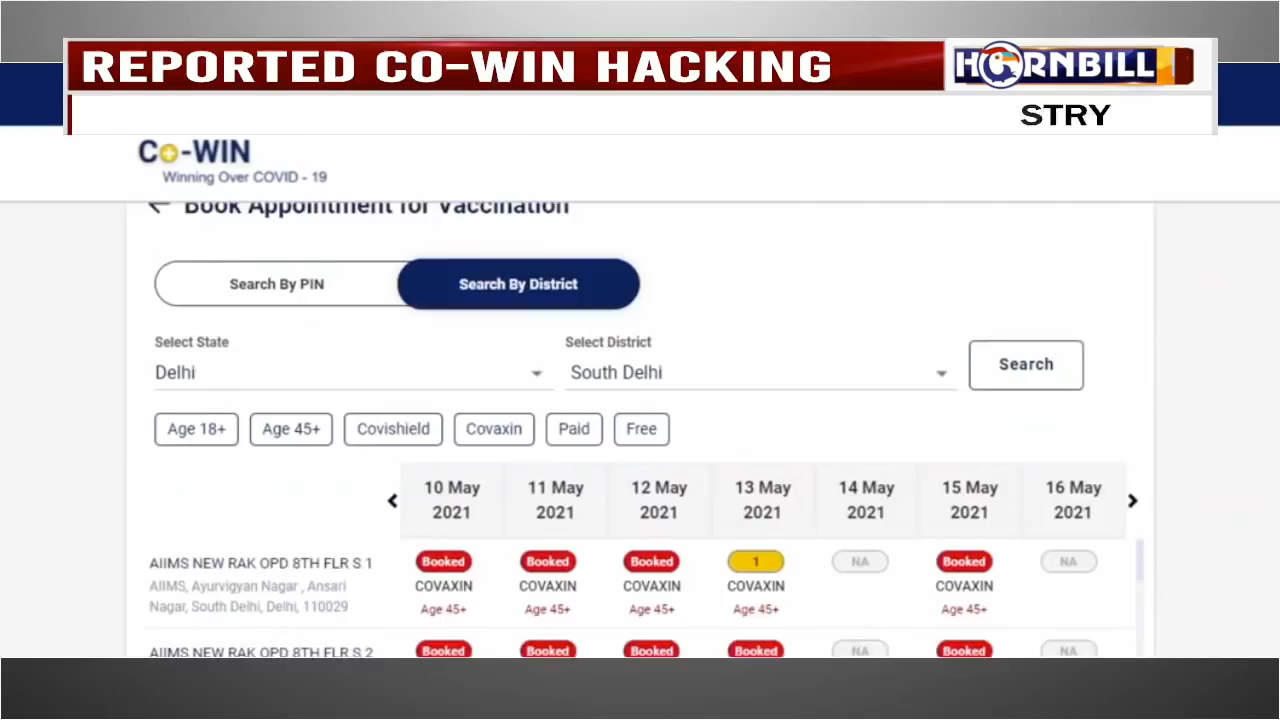 REPORTED CO-WIN HACKING
HORNBILL
STRY
Co-WIN
Winning Over COVID - 19
Book Appointment for Vaccination
Search By PIN Search By District
Select State Select District
Delhi South Delhi Search
Age 18+ Age 45+ Covishield Covaxin Paid Free
10 May 11 May 12 May 13 May 14 May 15 May 16 May
2021 2021 2021 2021 2021 2021 2021
AIIMS NEW RAK OPD 8TH FLR S 1 Booked Booked Booked 1 NA Booked NA
AIIMS, Ayurvigyan Nagar , Ansari COVAXIN COVAXIN COVAXIN COVAXIN COVAXIN
Nagar, South Delhi, Delhi, 110029 Age 45+ Age 45+ Age 45+ Age 45+ Age 45+
AIIMS NEW RAK OPD 8TH FLR S 2 Booked Booked Booked Booked NA Booked NA